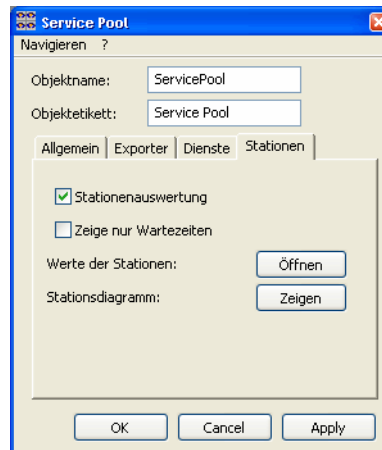 Service Pool
Navigieren ?
Objektname: ServicePool
Objektetikett: Service Pool
Allgemein Exporter Dienste Stationen
Stationenauswertung
Zeige nur Wartezeiten
Werte der Stationen: Öffnen
Stationsdiagramm: Zeigen
OK Cancel Apply